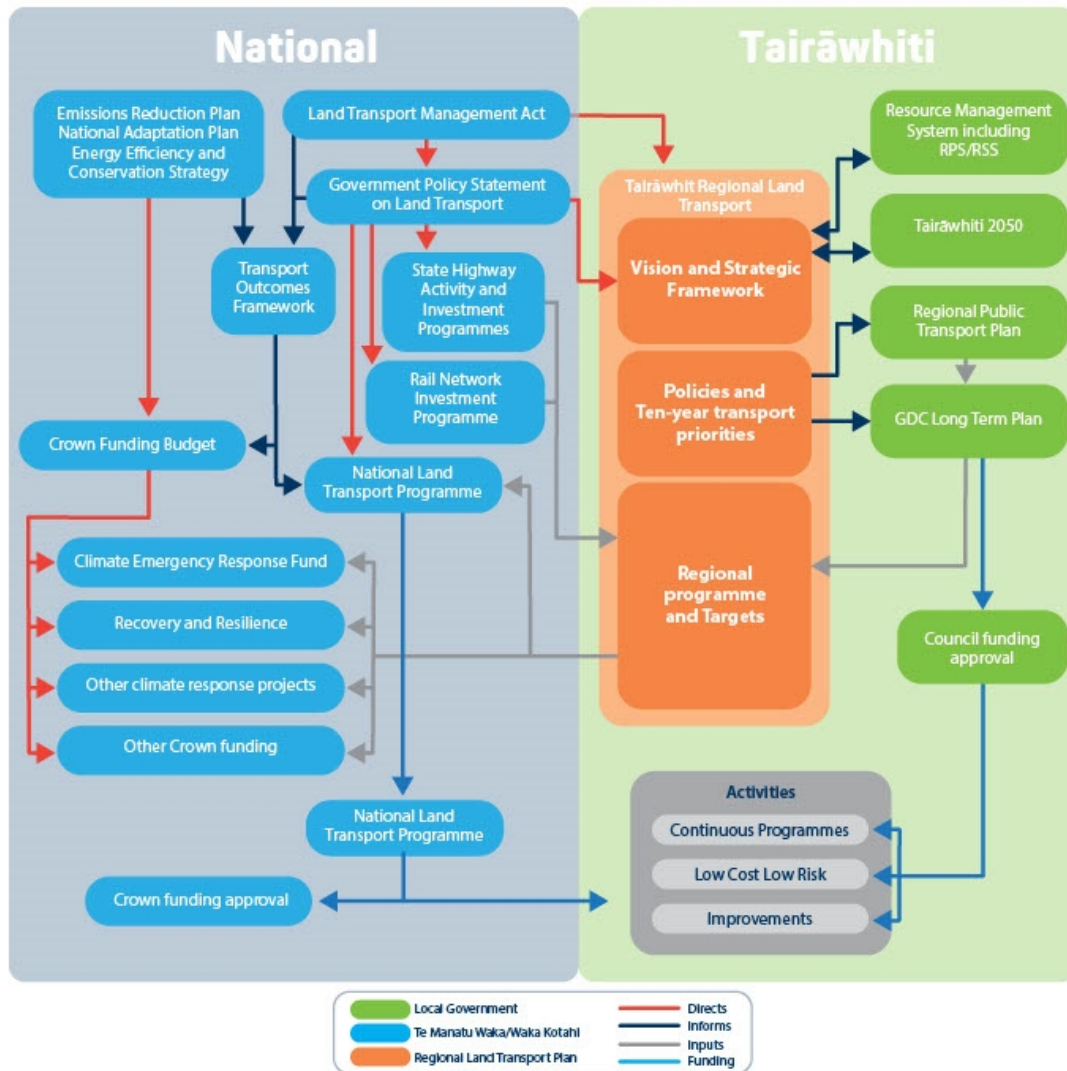 National
Tairāwhiti
Emissions Reduction Plan
National Adaptation Plan
Energy Efficiency and
Conservation Strategy
Land Transport Management Act
Resource Management
System including
RPS/RSS
Government Policy Statement
on Land Transport
Tairāwhit Regional Land
Transport
Tairāwhiti 2050
Transport
Outcomes
Framework
State Highway
Activity and
Investment
Programmes
Vision and Strategic
Framework
Regional Public
Transport Plan
Rail Network
Investment
Programme
Policies and
Ten-year transport
priorities
GDC Long Term Plan
Crown Funding Budget
National Land
Transport Programme
Climate Emergency Response Fund
Recovery and Resilience
Other climate response projects
Other Crown funding
Regional
programme
and Targets
Council funding
approval
National Land
Transport Programme
Crown funding approval
Activities
Continuous Programmes
Low Cost Low Risk
Improvements
Local Government
Te Manatu Waka/Waka Kotahi
Regional Land Transport Plan
Directs
Informs
Inputs
Funding